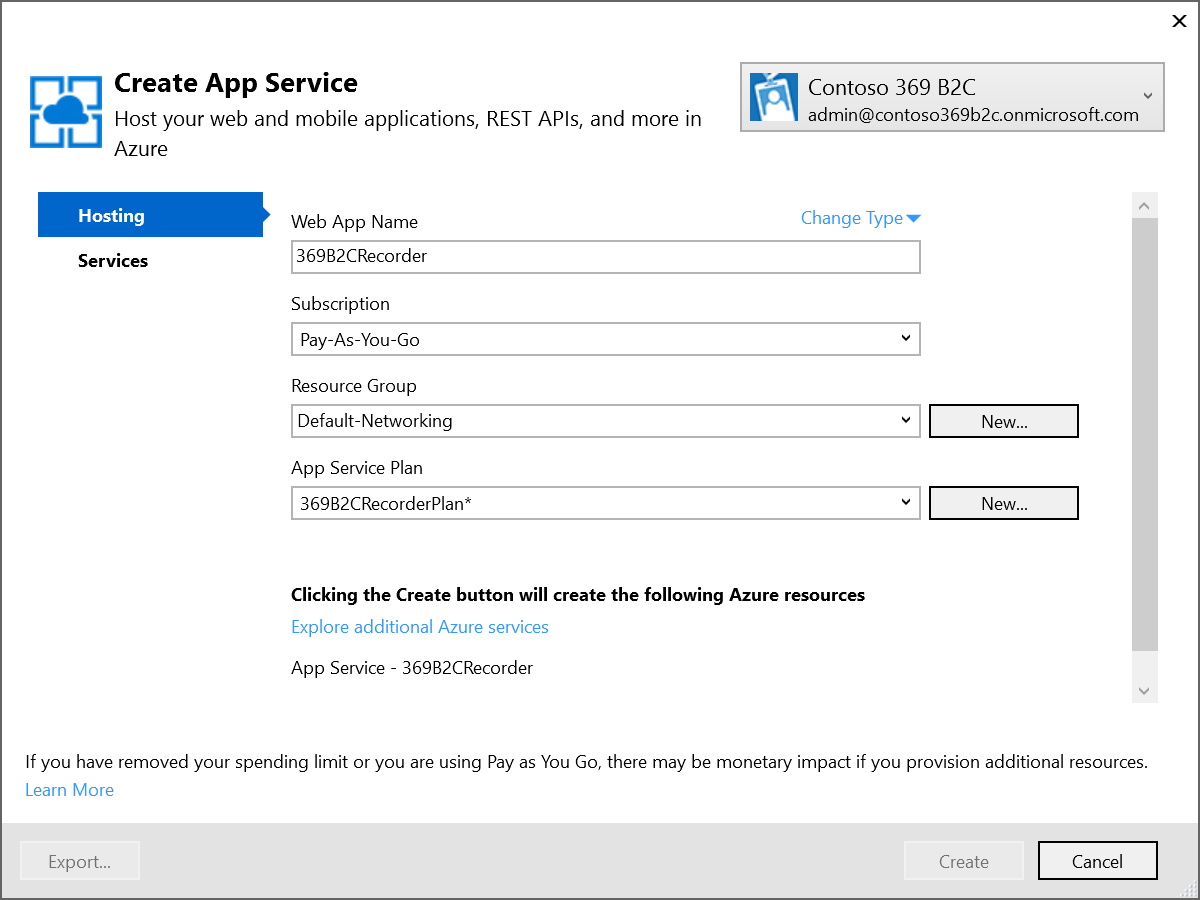 Create App Service
Host your web and mobile applications, REST APIs, and more in
Azure
Contoso 369 B2C
admin@contoso369b2c.onmicrosoft.com
Hosting
Services
Web App Name
Change Type
369B2CRecorder
Subscription
Pay-As-You-Go
Resource Group
Default-Networking
New...
App Service Plan
369B2CRecorderPlan*
New...
Clicking the Create button will create the following Azure resources
Explore additional Azure services
App Service - 369B2CRecorder
If you have removed your spending limit or you are using Pay as You Go, there may be monetary impact if you provision additional resources.
Learn More
Export...
Create
Cancel